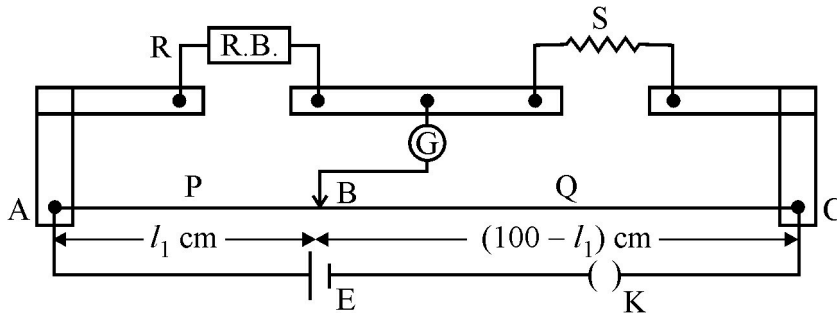 S
R R.B.
G
P B Q
A C
l₁ cm (100 – l₁) cm
E K